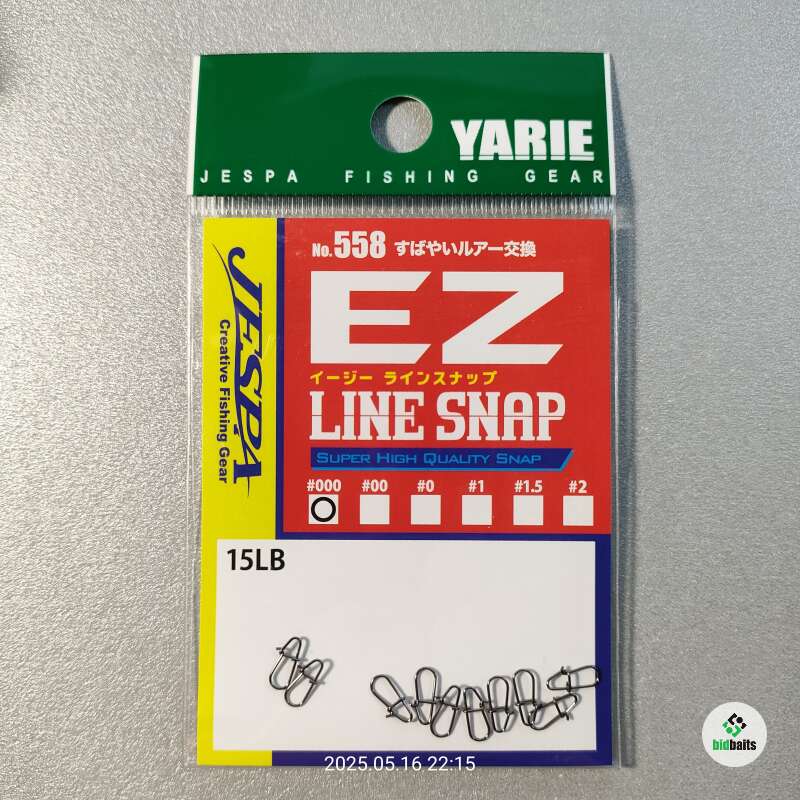 YARIE
JESPA FISHING GEAR
No.558 すばやいルアー交換
EZ
イージー ラインスナップ
LINE SNAP
SUPER HIGH QUALITY SNAP
#000 #00 #0 #1 #1.5 #2
JESPA
Creative Fishing Gear
15LB
2025.05.16 22:15
bidbaits